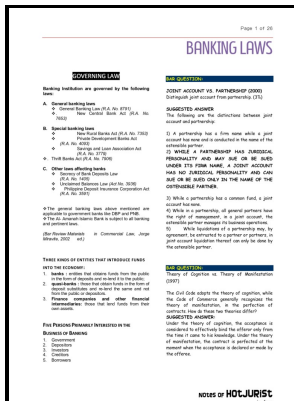 Page 1 of 26
BANKING LAWS
GOVERNING LAW
Banking Institution are governed by the following
laws:
A. General banking laws
❖ General Banking Law (R.A. No. 8791)
❖ New Central Bank Act (R.A. No.
7653)
B. Special banking laws
❖ New Rural Banks Act (R.A. No. 7353)
❖ Private Development Banks Act
(R.A. No. 4093)
❖ Savings and Loan Association Act.
(R.A. No. 3779)
❖ Thrift Banks Act (R.A. No. 7906)
C. Other laws affecting banks
❖ Secrecy of Bank Deposits Law
(R.A. No. 1405)
❖ Unclaimed Balances Law (Act No. 3936)
Philippine Deposit Insurance Corporation Act
(R.A. No. 3591)
❖The general banking laws above mentioned are
applicable to government banks like DBP and PNB.
❖The Al Amanah Islamic Bank is subject to all banking
and pertinent laws.
(Bar Review Materials in Commercial Law, Jorge
Miravite, 2002 ed.)
THREE KINDS OF ENTITIES THAT INTRODUCE FUNDS
INTO THE ECONOMY:
1. banks : entities that obtains funds from the public
in the form of deposits and re-lend it to the public.
2. quasi-banks : those that obtain funds in the form of
Deposit substitutes and re-lend the same and not
from the public or depositors.
3. Finance companies and other financial
intermediaries: those that lend funds from their
own assets.
FIVE PERSONS PRIMARILY INTERESTED IN THE
BUSINESS OF BANKING
1. Government
2. Depositors
3. Investors
4. Creditors
5. Borrowers
BAR QUESTION:
JOINT ACCOUNT VS. PARTNERSHIP (2000)
Distinguish joint account from partnership. (3%)
SUGGESTED ANSWER
The following are the distinctions between joint
account and partnership:
1) A partnership has a firm name while a joint
account has none and is conducted in the name of the
ostensible partner.
2) WHILE A PARTNERSHIP HAS JURIDICAL
PERSONALITY AND MAY SUE OR BE SUED
UNDER ITS FIRM NAME, A JOINT ACCOUNT
HAS NO JURIDICAL PERSONALITY AND CAN
SUE OR BE SUED ONLY IN THE NAME OF THE
OSTENSIBLE PARTNER.
3) While a partnership has a common fund, a joint
account has none.
4) While in a partnership, all general partners have
the right of management, in a joint account, the
ostensible partner manages its business operations.
5) While liquidation of a partnership may, by
agreement, be entrusted to a partner or partners, in
joint account liquidation thereof can only be done by
the ostensible partner.
BAR QUESTION:
Theory of Cognition vs. Theory of Manifestation
(1997)
The Civil Code adopts the theory of cognition, while
the Code of Commerce generally recognizes the
theory of manifestation, in the perfection of
contracts. How do these two theories differ?
SUGGESTED ANSWER:
Under the theory of cognition, the acceptance is
considered to effectively bind the offeror only from
the time it came to his knowledge. Under the theory
of manifestation, the contract is perfected at the
moment when the acceptance is declared or made by
the offeree.
NOTES OF HOTJURIST